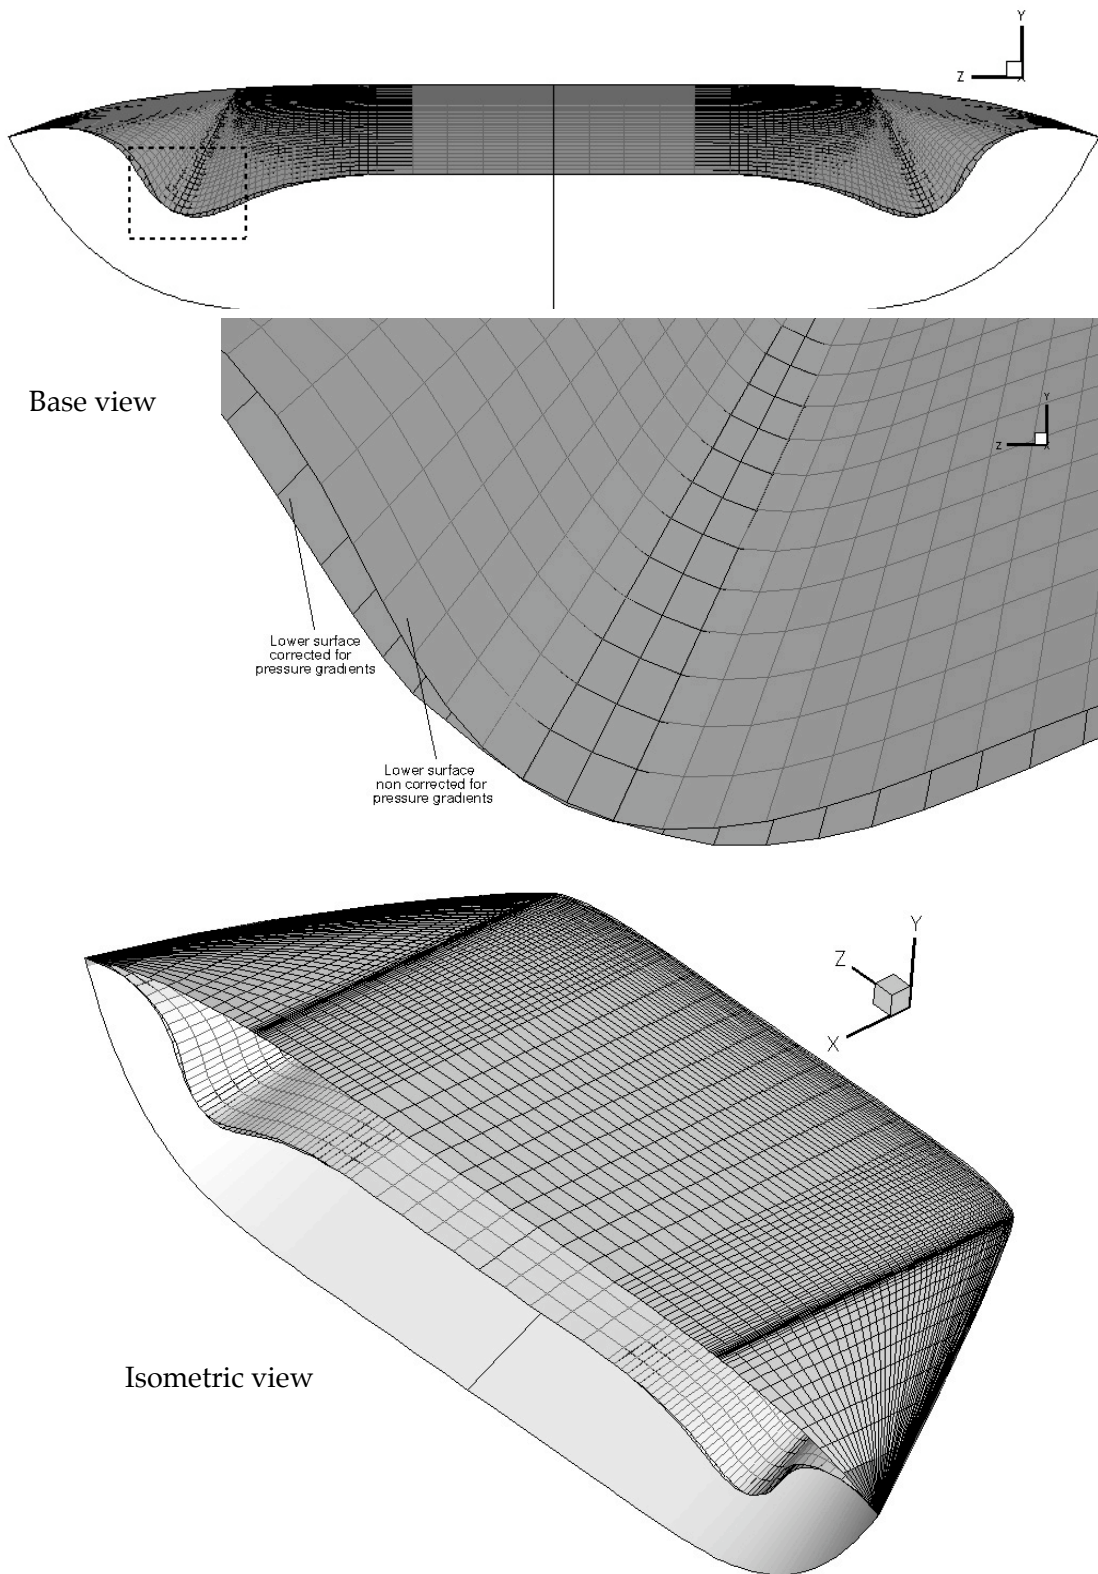 Y
Z
X
Base view
Y
Z
X
Lower surface
corrected for
pressure gradients
Lower surface
non corrected for
pressure gradients
Y
Z
X
Isometric view